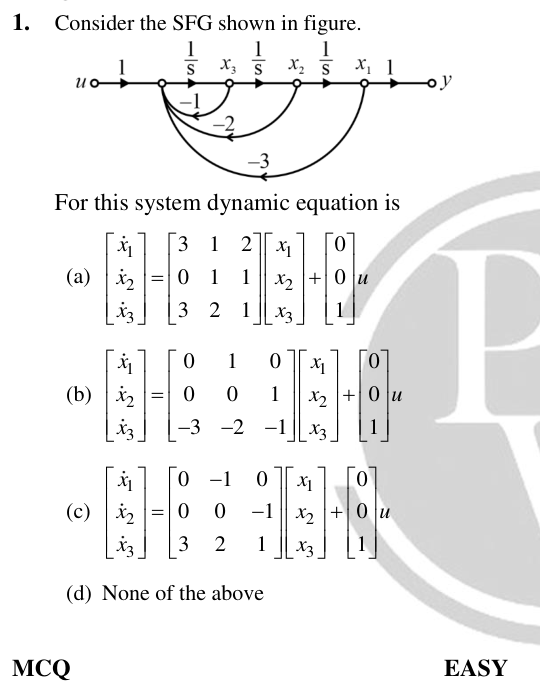 1. Consider the SFG shown in figure.
u 1 1/s x₃ 1/s x₂ 1/s x₁ 1 y
–1
–2
–3
For this system dynamic equation is
(a) [ẋ₁; ẋ₂; ẋ₃] = [3 1 2; 0 1 1; 3 2 1][x₁; x₂; x₃] + [0; 0; 1]u
(b) [ẋ₁; ẋ₂; ẋ₃] = [0 1 0; 0 0 1; –3 –2 –1][x₁; x₂; x₃] + [0; 0; 1]u
(c) [ẋ₁; ẋ₂; ẋ₃] = [0 –1 0; 0 0 –1; 3 2 1][x₁; x₂; x₃] + [0; 0; 1]u
(d) None of the above
MCQ EASY